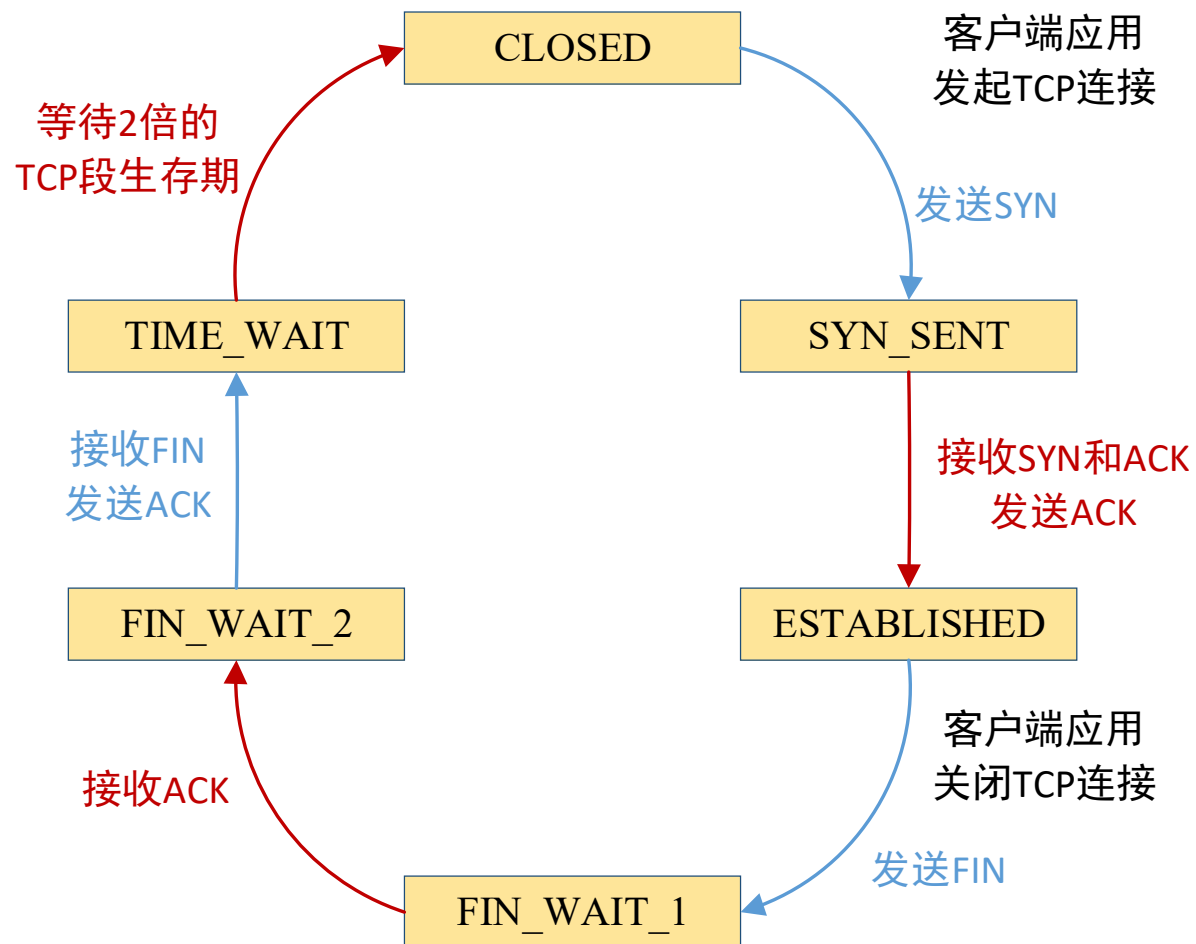 CLOSED
客户端应用
发起TCP连接
等待2倍的
TCP段生存期
发送SYN
TIME_WAIT
SYN_SENT
接收FIN
发送ACK
接收SYN和ACK
发送ACK
FIN_WAIT_2
ESTABLISHED
客户端应用
关闭TCP连接
接收ACK
发送FIN
FIN_WAIT_1